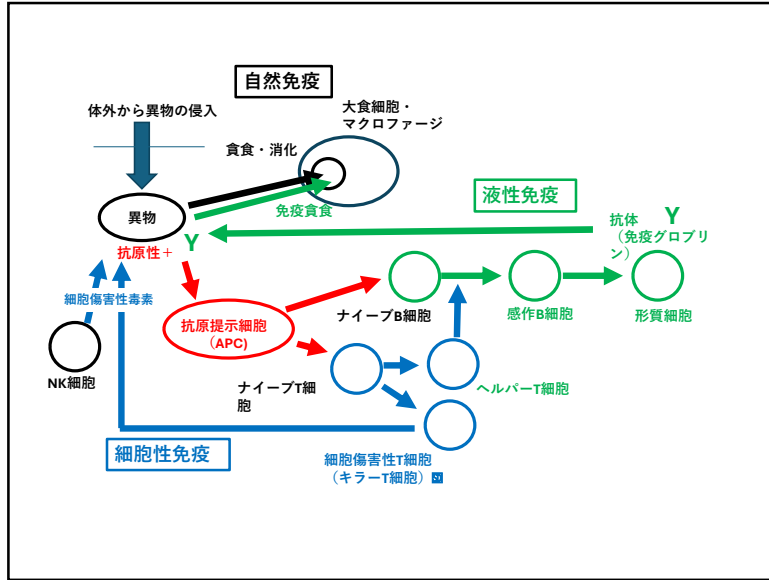 自然免疫
体外から異物の侵入
大食細胞・
マクロファージ
貪食・消化
異物
免疫貪食
液性免疫
抗体
（免疫グロブリ
ン）
Y
抗原性＋
Y
細胞傷害性毒素
抗原提示細胞
（APC)
ナイーブB細胞
感作B細胞
形質細胞
NK細胞
ナイーブT細
胞
ヘルパーT細胞
細胞性免疫
細胞傷害性T細胞
（キラーT細胞）